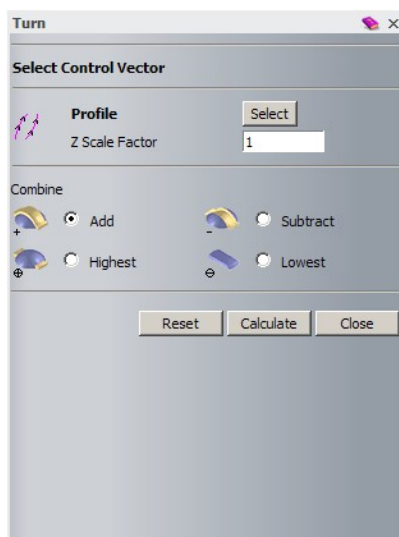 Turn
Select Control Vector
Profile Select
Z Scale Factor 1
Combine
Add Subtract
Highest Lowest
Reset Calculate Close